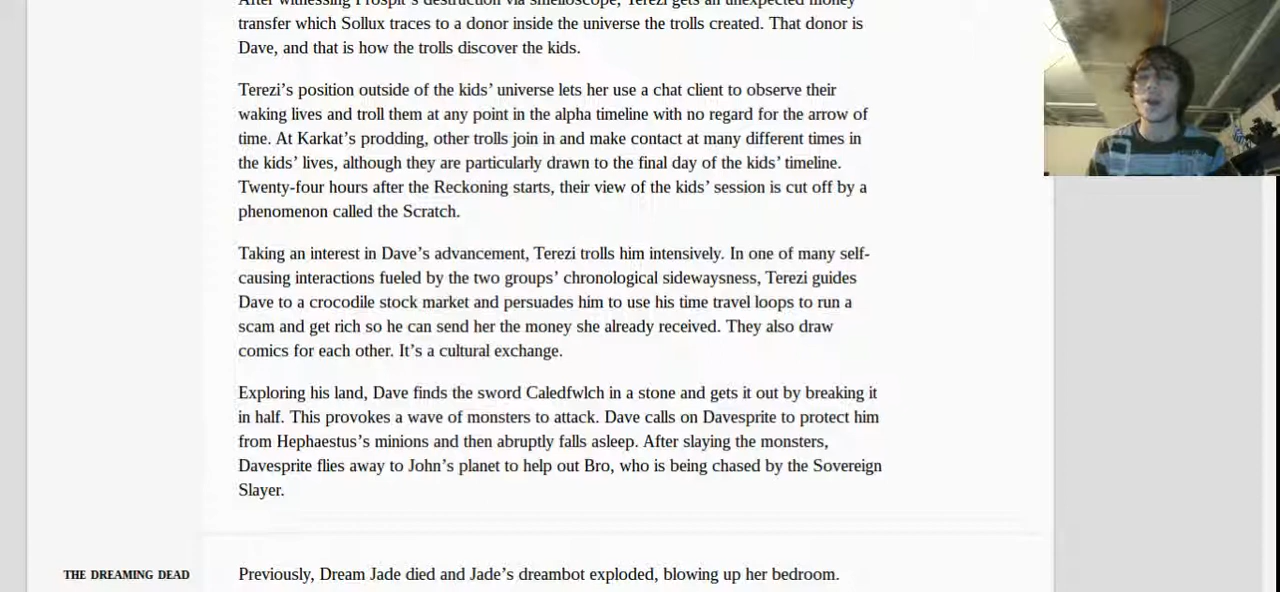 After witnessing Prospit's destruction via smelloscope, Terezi gets an unexpected money
transfer which Sollux traces to a donor inside the universe the trolls created. That donor is
Dave, and that is how the trolls discover the kids.
Terezi’s position outside of the kids’ universe lets her use a chat client to observe their
waking lives and troll them at any point in the alpha timeline with no regard for the arrow of
time. At Karkat’s prodding, other trolls join in and make contact at many different times in
the kids’ lives, although they are particularly drawn to the final day of the kids’ timeline.
Twenty-four hours after the Reckoning starts, their view of the kids’ session is cut off by a
phenomenon called the Scratch.
Taking an interest in Dave’s advancement, Terezi trolls him intensively. In one of many self-
causing interactions fueled by the two groups’ chronological sidewaysness, Terezi guides
Dave to a crocodile stock market and persuades him to use his time travel loops to run a
scam and get rich so he can send her the money she already received. They also draw
comics for each other. It’s a cultural exchange.
Exploring his land, Dave finds the sword Caledfwlch in a stone and gets it out by breaking it
in half. This provokes a wave of monsters to attack. Dave calls on Davesprite to protect him
from Hephaestus’s minions and then abruptly falls asleep. After slaying the monsters,
Davesprite flies away to John’s planet to help out Bro, who is being chased by the Sovereign
Slayer.
THE DREAMING DEAD
Previously, Dream Jade died and Jade’s dreambot exploded, blowing up her bedroom.